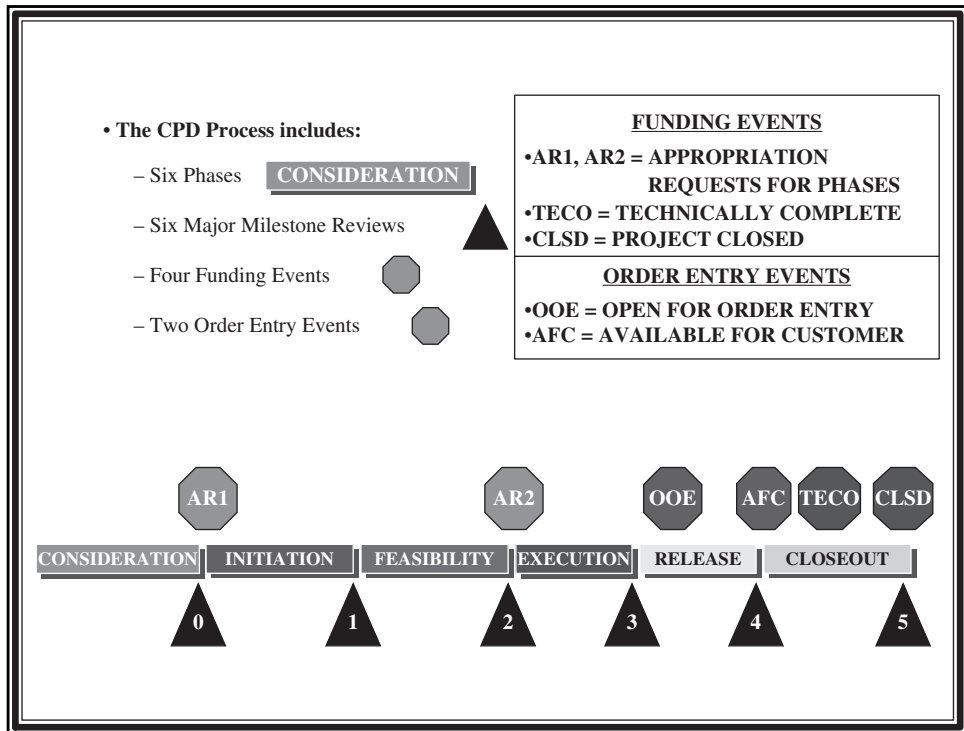 • The CPD Process includes:
– Six Phases
CONSIDERATION
– Six Major Milestone Reviews
– Four Funding Events
– Two Order Entry Events
FUNDING EVENTS
•AR1, AR2 = APPROPRIATION
REQUESTS FOR PHASES
•TECO = TECHNICALLY COMPLETE
•CLSD = PROJECT CLOSED
ORDER ENTRY EVENTS
•OOE = OPEN FOR ORDER ENTRY
•AFC = AVAILABLE FOR CUSTOMER
AR1 AR2 OOE AFC TECO CLSD
CONSIDERATION INITIATION FEASIBILITY EXECUTION RELEASE CLOSEOUT
0 1 2 3 4 5